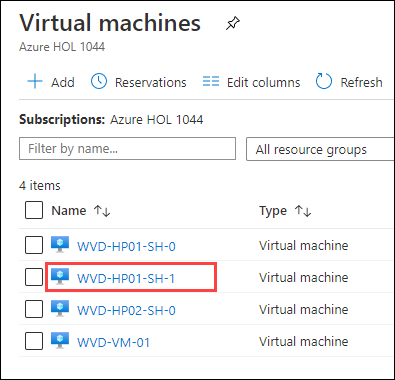 Virtual machines
Azure HOL 1044
Add Reservations Edit columns Refresh
Subscriptions: Azure HOL 1044
Filter by name... All resource groups
4 items
Name Type
WVD-HP01-SH-0 Virtual machine
WVD-HP01-SH-1 Virtual machine
WVD-HP02-SH-0 Virtual machine
WVD-VM-01 Virtual machine